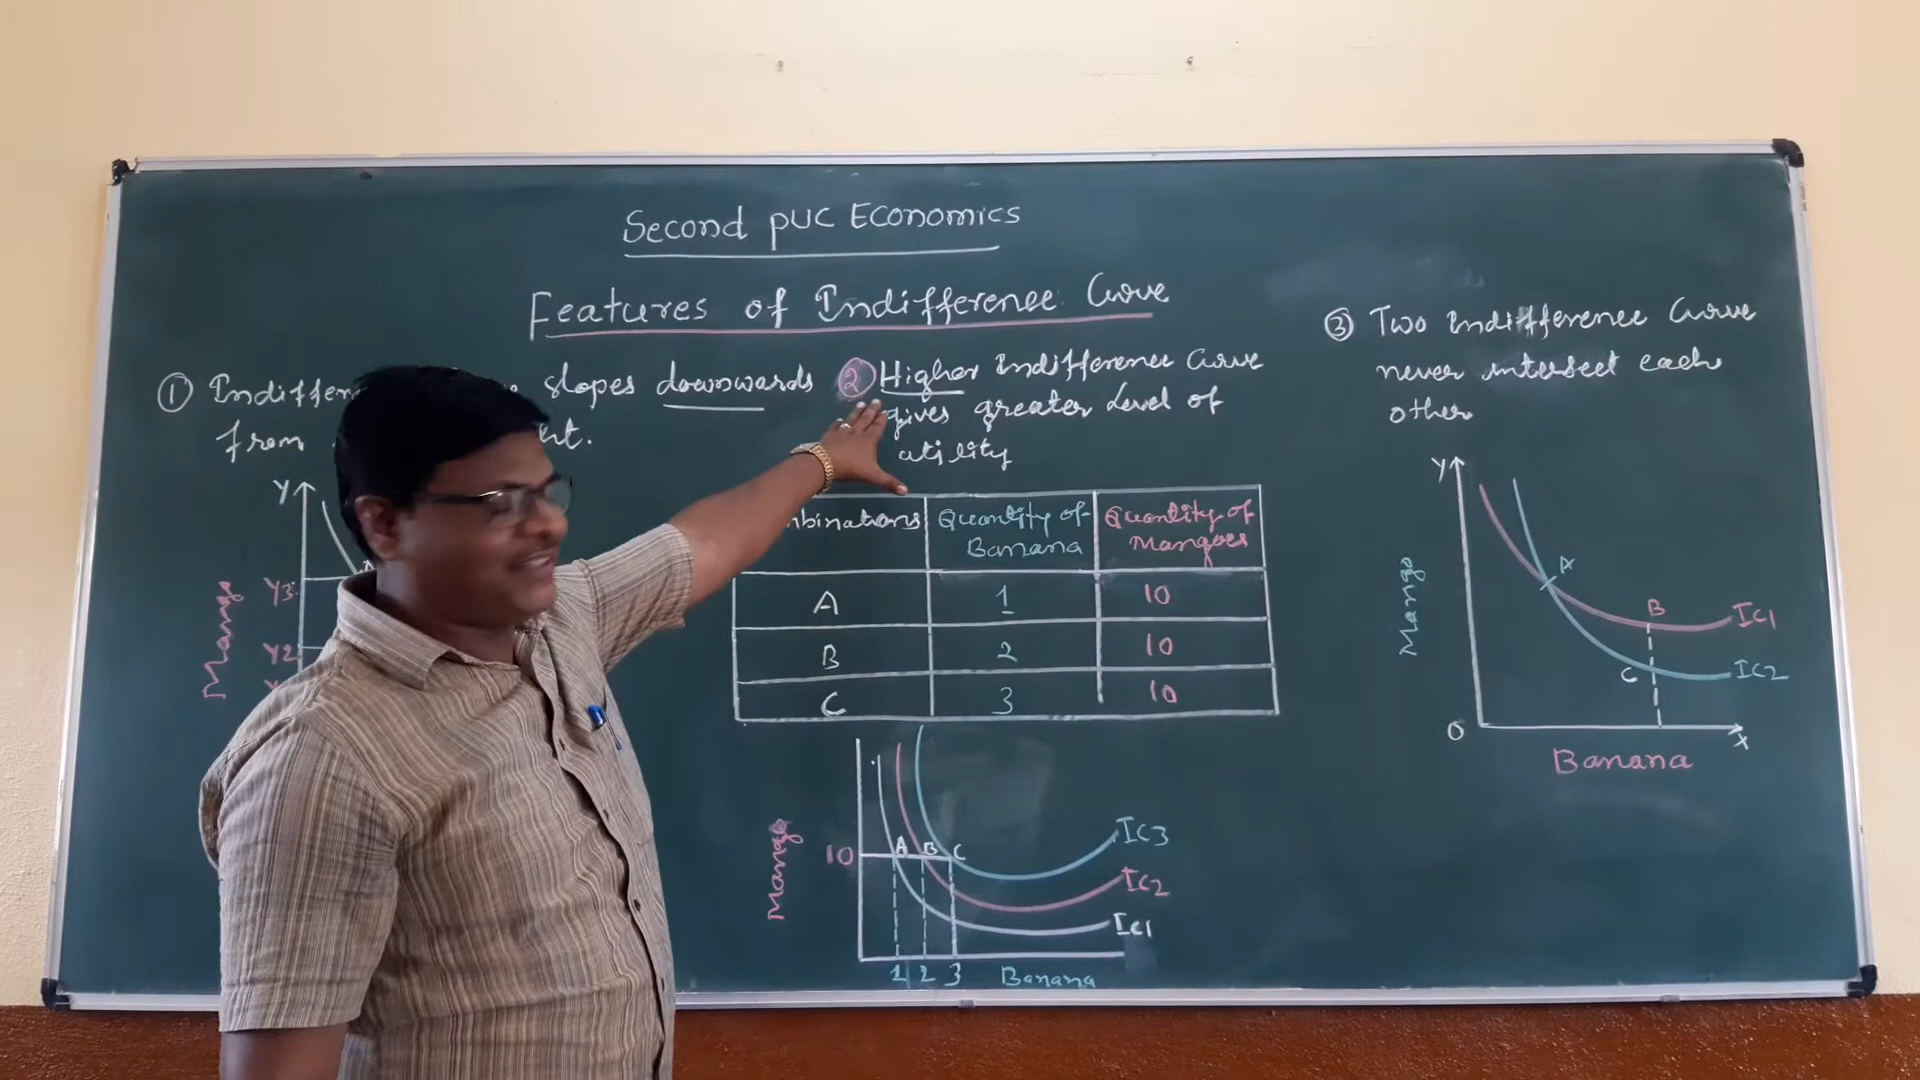 Second PUC Economics
Features of Indifference Curve
① slopes downwards
from
Y
Y3
Y2
Mango
② Higher Indifference Curve
gives greater Level of
utility
Quantity of Banana
Quantity of Mangoes
A 1 10
B 2 10
C 3 10
Mango
10
A B C
IC3
IC2
IC1
1 2 3 Banana
③ Two Indifference Curve
never intersect each
other
Y
Mango
A
B
IC1
C
IC2
O
X
Banana